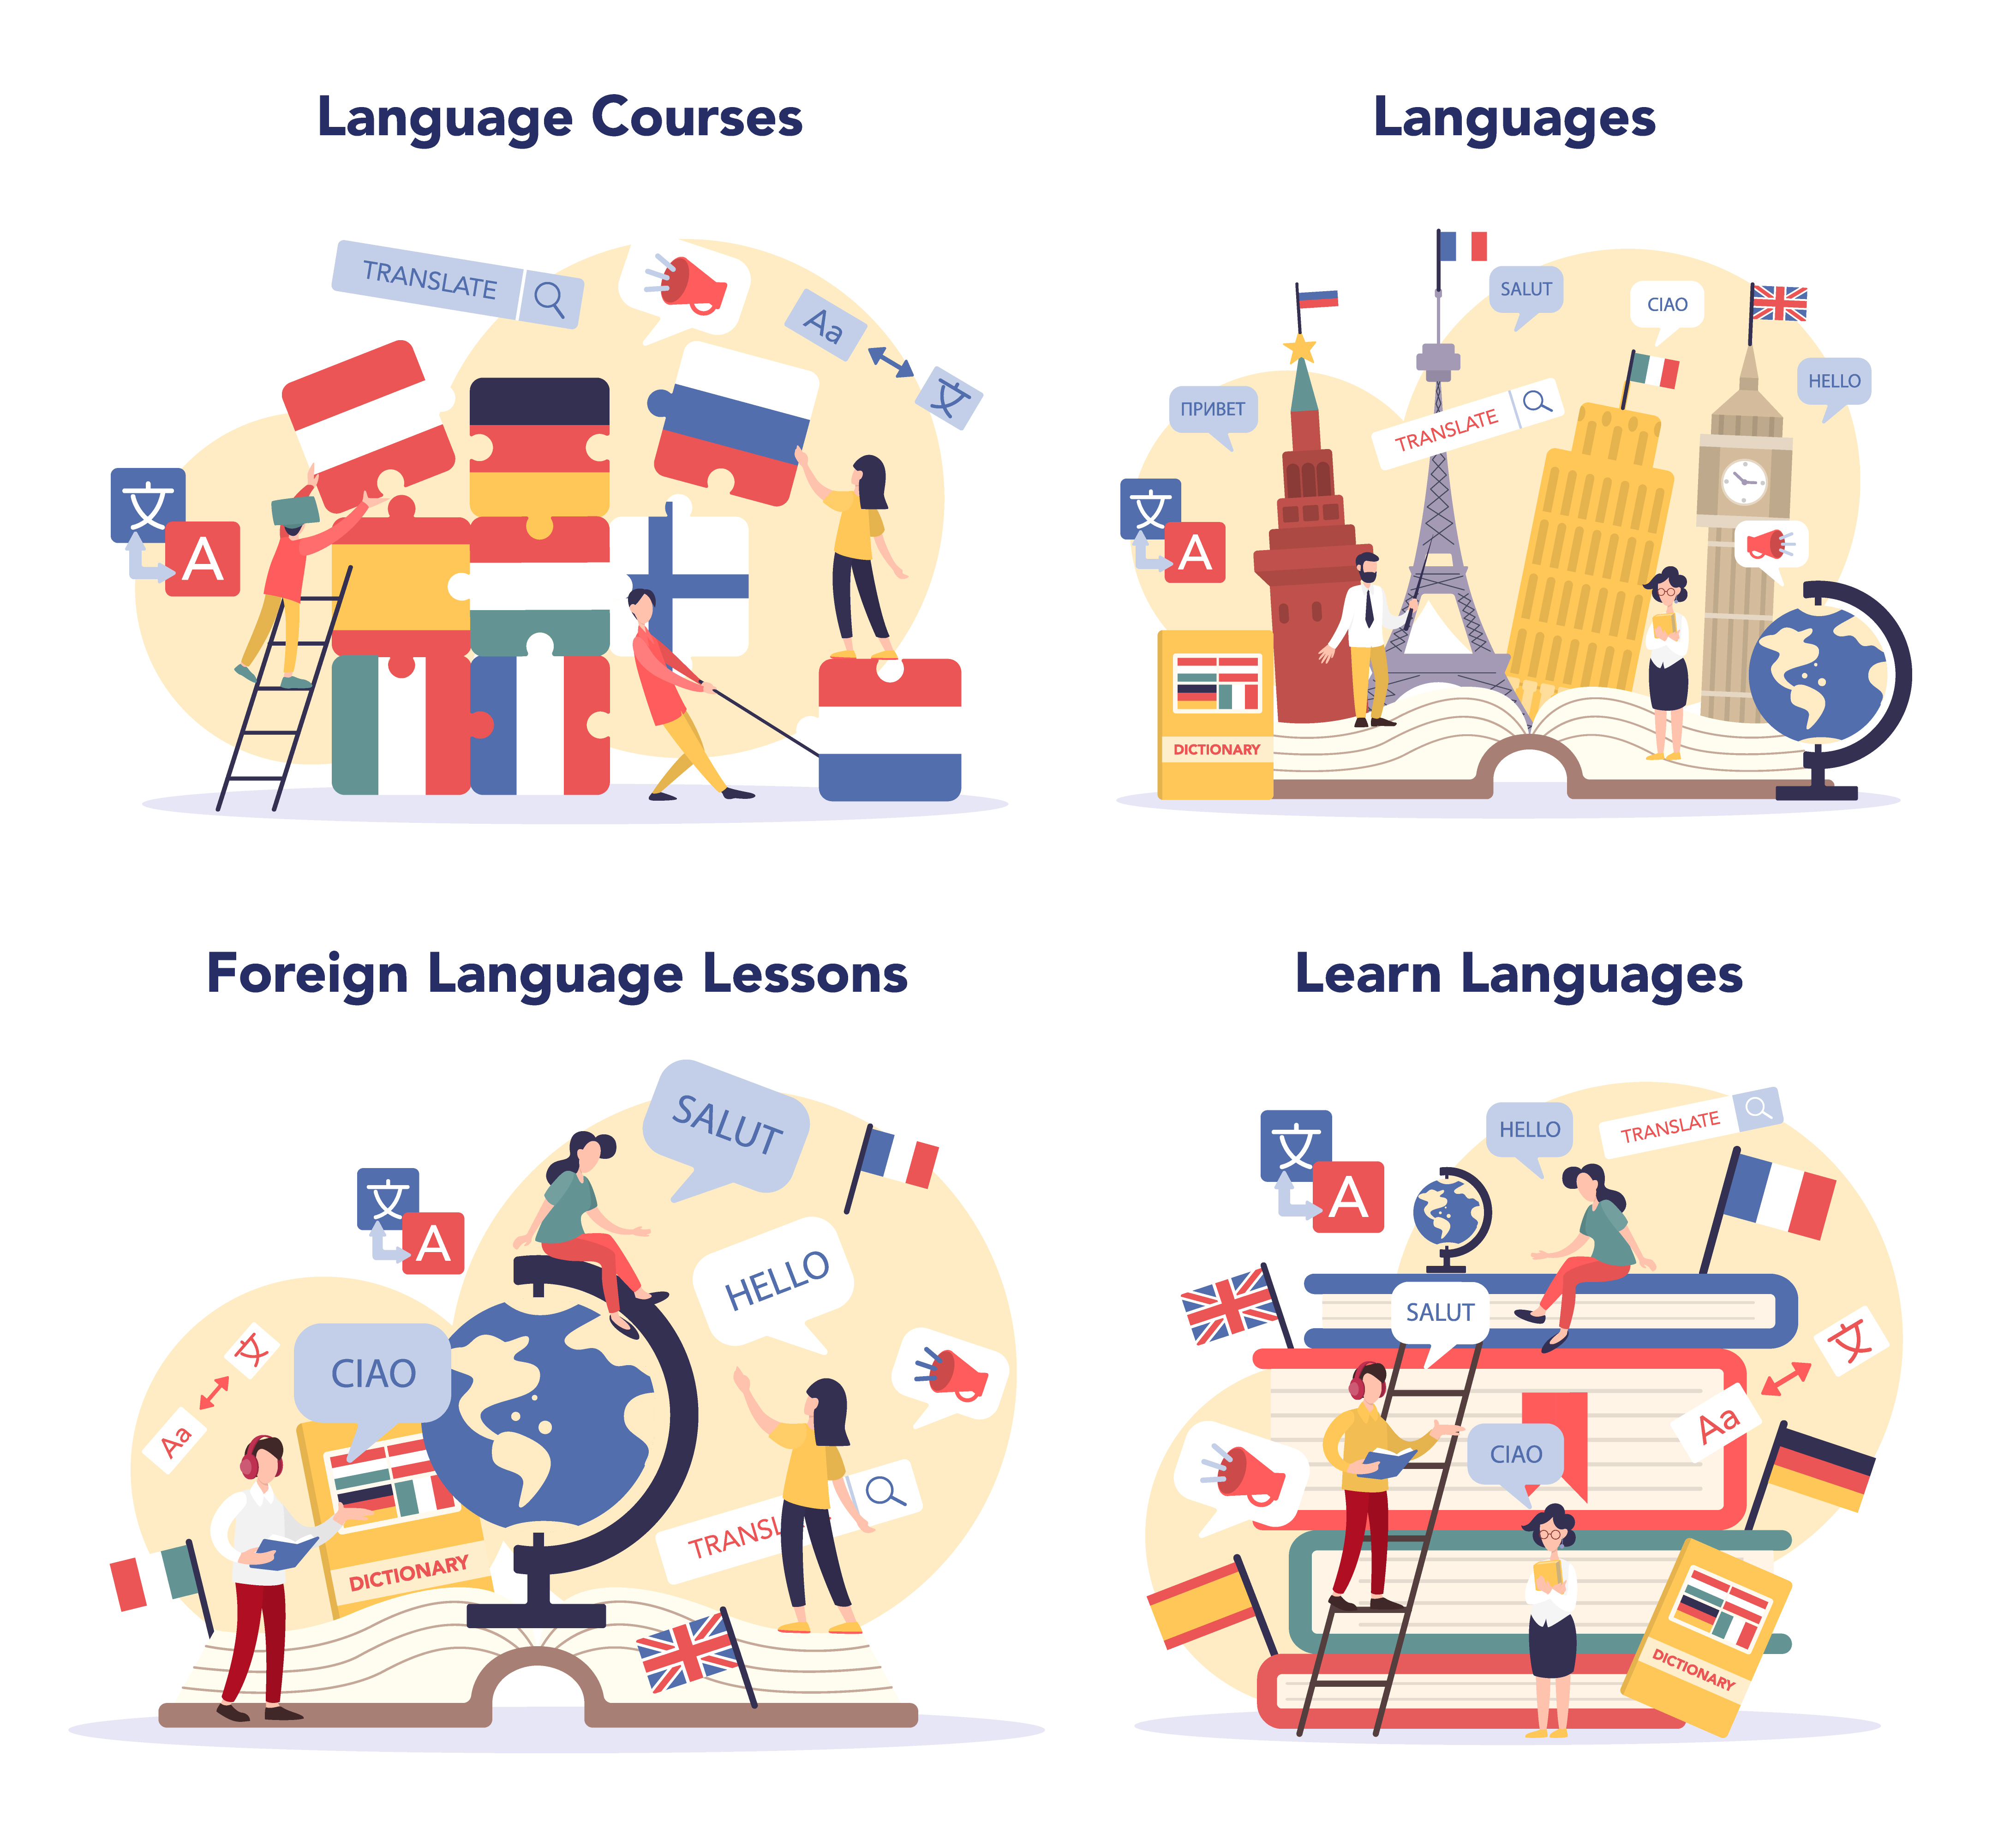 Language Courses
TRANSLATE
Aa
文
文
A
Languages
SALUT
CIAO
HELLO
ПРИВЕТ
TRANSLATE
文
A
DICTIONARY
Foreign Language Lessons
SALUT
文
A
HELLO
文
CIAO
Aa
TRANSL
DICTIONARY
Learn Languages
HELLO
TRANSLATE
文
A
SALUT
文
Aa
CIAO
DICTIONARY